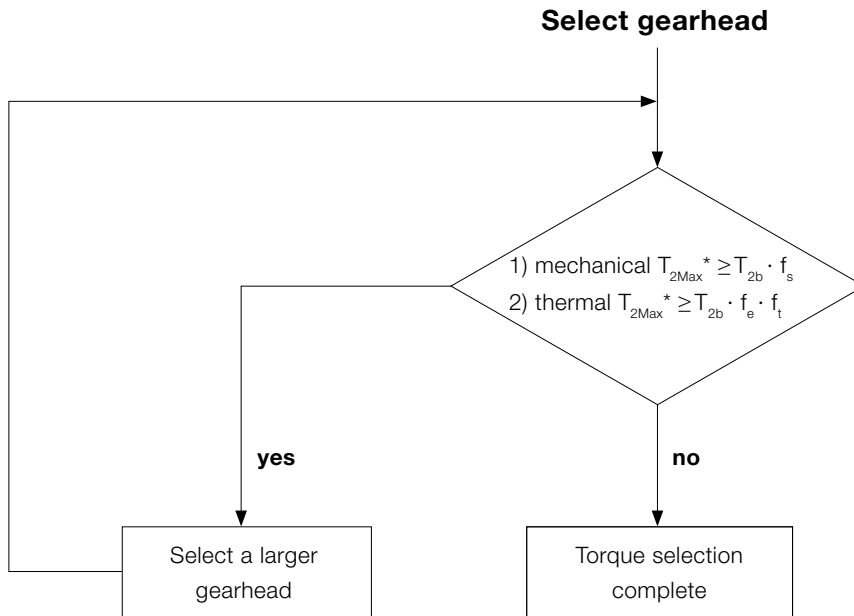 Select gearhead
1) mechanical T₂Max* ≥ T₂b · fₛ
2) thermal T₂Max* ≥ T₂b · fₑ · fₜ
yes
no
Select a larger
gearhead
Torque selection
complete